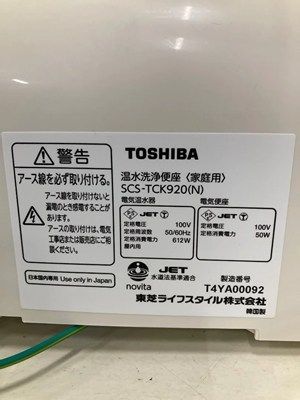 警告
アース線を必ず取り付ける。
アース線を取り付けないと
漏電のとき感電することが
あります。
アース線の取り付けは、電気
工事店または販売店にご相
談ください。
日本国内専用 Use only in Japan
TOSHIBA
温水洗浄便座〈家庭用〉
SCS-TCK920(N)
電気温水器
PS E JET
定格電圧 100V
定格周波数 50/60Hz
定格消費電力 612W
屋内用
電気便座
PS E JET
定格電圧 100V
定格消費電力 50W
novita
JET
水道法基準適合
製造番号
T4YA00092
東芝ライフスタイル株式会社
韓国製